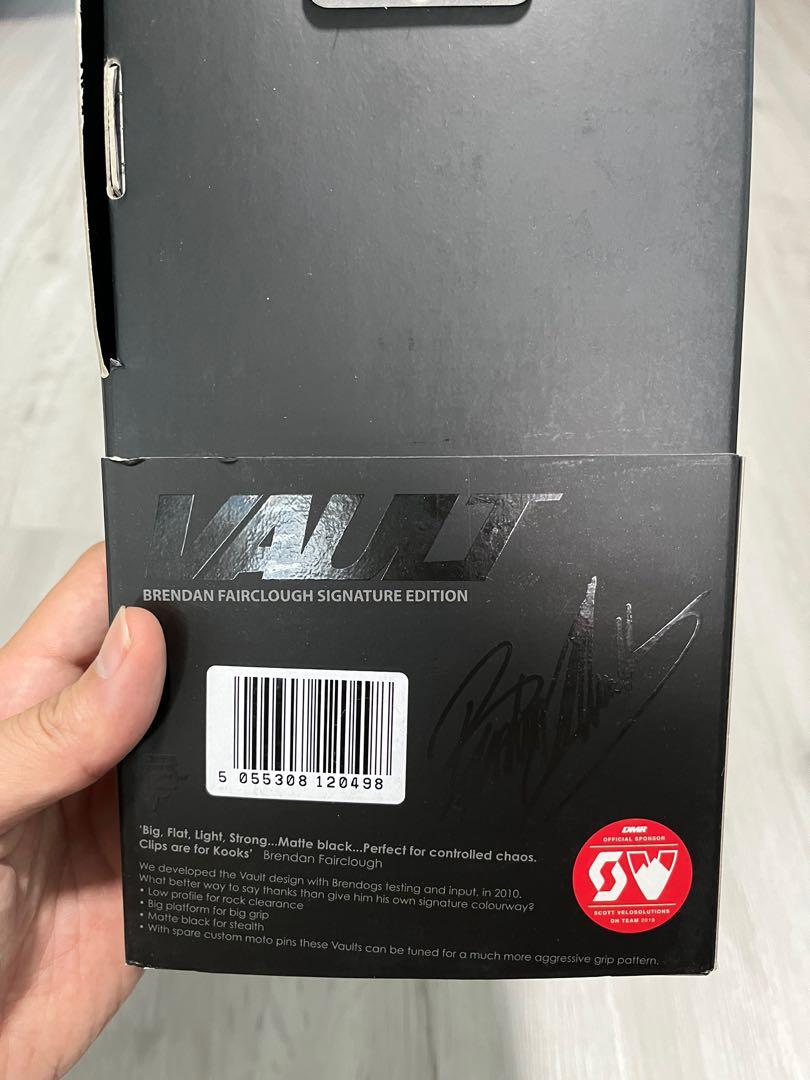 VAULT
BRENDAN FAIRCLOUGH SIGNATURE EDITION
5 055308 120498
'Big, Flat, Light, Strong...Matte black...Perfect for controlled chaos.
Clips are for Kooks' Brendan Fairclough
We developed the Vault design with Brendogs testing and input, in 2010.
What better way to say thanks than give him his own signature colourway?
• Low profile for rock clearance
• Big platform for big grip
• Matte black for stealth
• With spare custom moto pins these Vaults can be tuned for a much more aggressive grip pattern.
DMR
OFFICIAL SPONSOR
SW
SCOTT VELOSOLUTIONS
DH TEAM 2018